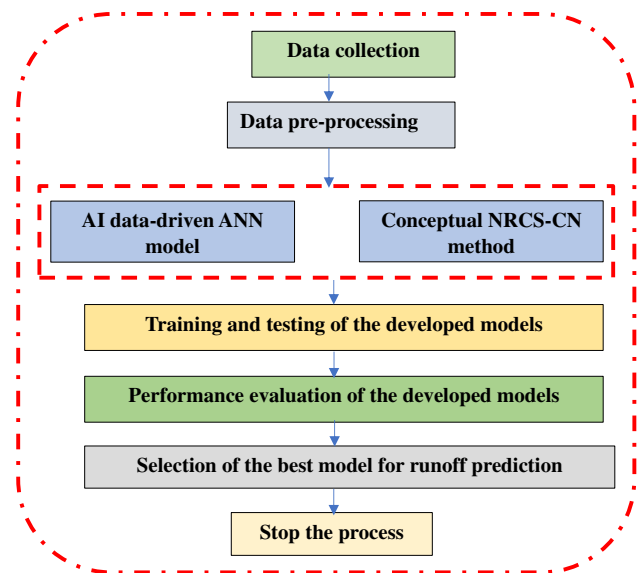 Data collection
Data pre-processing
AI data-driven ANN
model
Conceptual NRCS-CN
method
Training and testing of the developed models
Performance evaluation of the developed models
Selection of the best model for runoff prediction
Stop the process